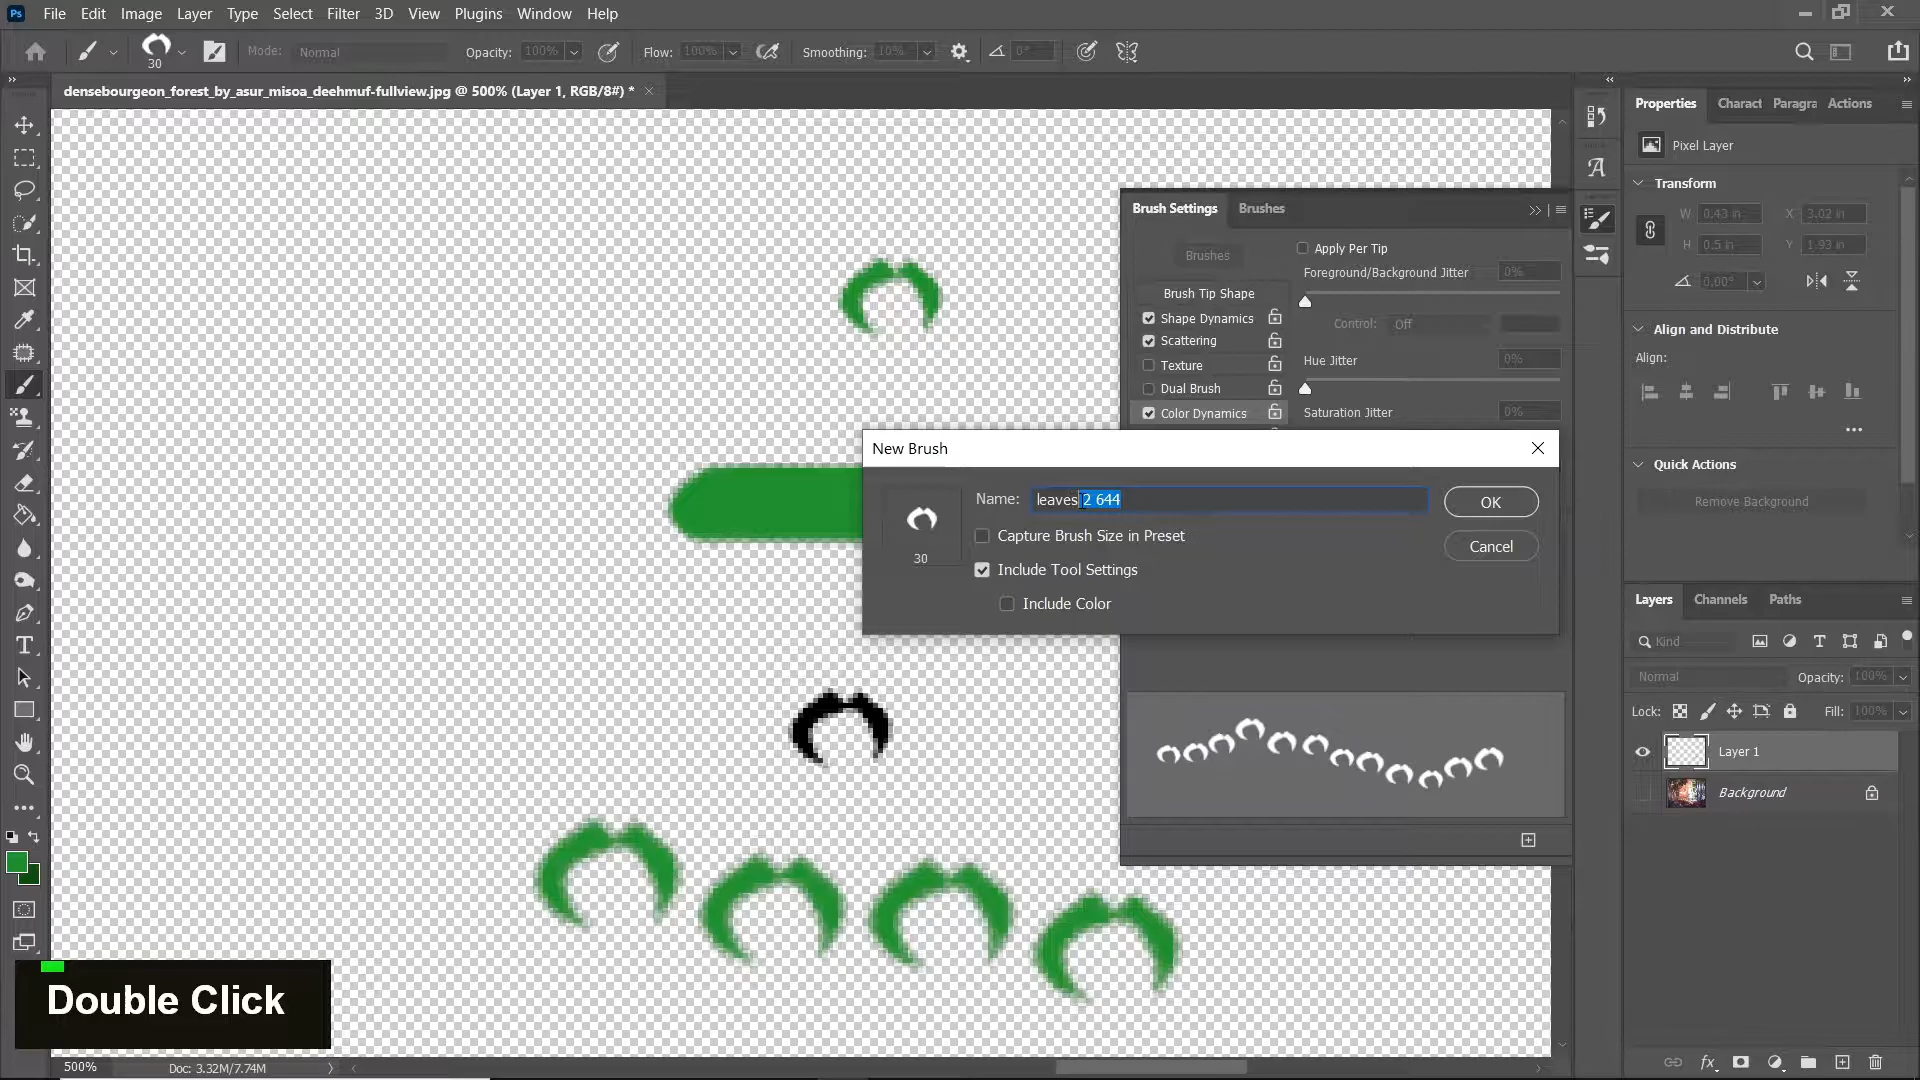 Ps File Edit Image Layer Type Select Filter 3D View Plugins Window Help
30 Mode: Normal Opacity: 100% Flow: 100% Smoothing: 10% 0°
densebourgeon_forest_by_asur_misoa_deehmuf-fullview.jpg @ 500% (Layer 1, RGB/8#) *
Properties Charact Paragra Actions
Pixel Layer
Transform
W 0.43 in X 3.02 in
H 0.5 in Y 1.93 in
0.00°
Align and Distribute
Align:
Quick Actions
Remove Background
Brush Settings Brushes
Brushes
Apply Per Tip
Foreground/Background Jitter 0%
Brush Tip Shape
Shape Dynamics
Control: Off
Scattering
Hue Jitter 0%
Texture
Dual Brush
Color Dynamics
Saturation Jitter 0%
New Brush
Name: leaves 2 644
OK
Capture Brush Size in Preset
Cancel
30
Include Tool Settings
Include Color
Layers Channels Paths
Kind
Normal Opacity: 100%
Lock: Fill: 100%
Layer 1
Background
Double Click
500% Doc: 3.32M/7.74M
fx